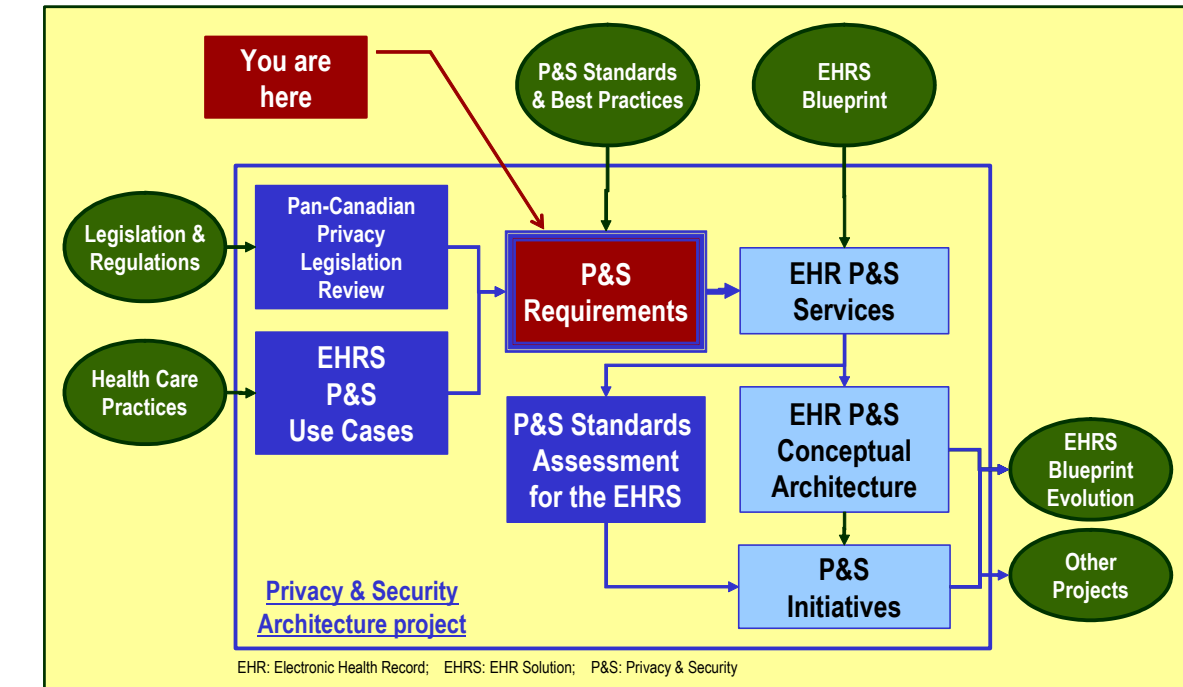 You are
here
P&S Standards
& Best Practices
EHRS
Blueprint
Legislation &
Regulations
Pan-Canadian
Privacy
Legislation
Review
P&S
Requirements
EHR P&S
Services
Health Care
Practices
EHRS
P&S
Use Cases
P&S Standards
Assessment
for the EHRS
EHR P&S
Conceptual
Architecture
EHRS
Blueprint
Evolution
P&S
Initiatives
Other
Projects
Privacy & Security
Architecture project
EHR: Electronic Health Record; EHRS: EHR Solution; P&S: Privacy & Security